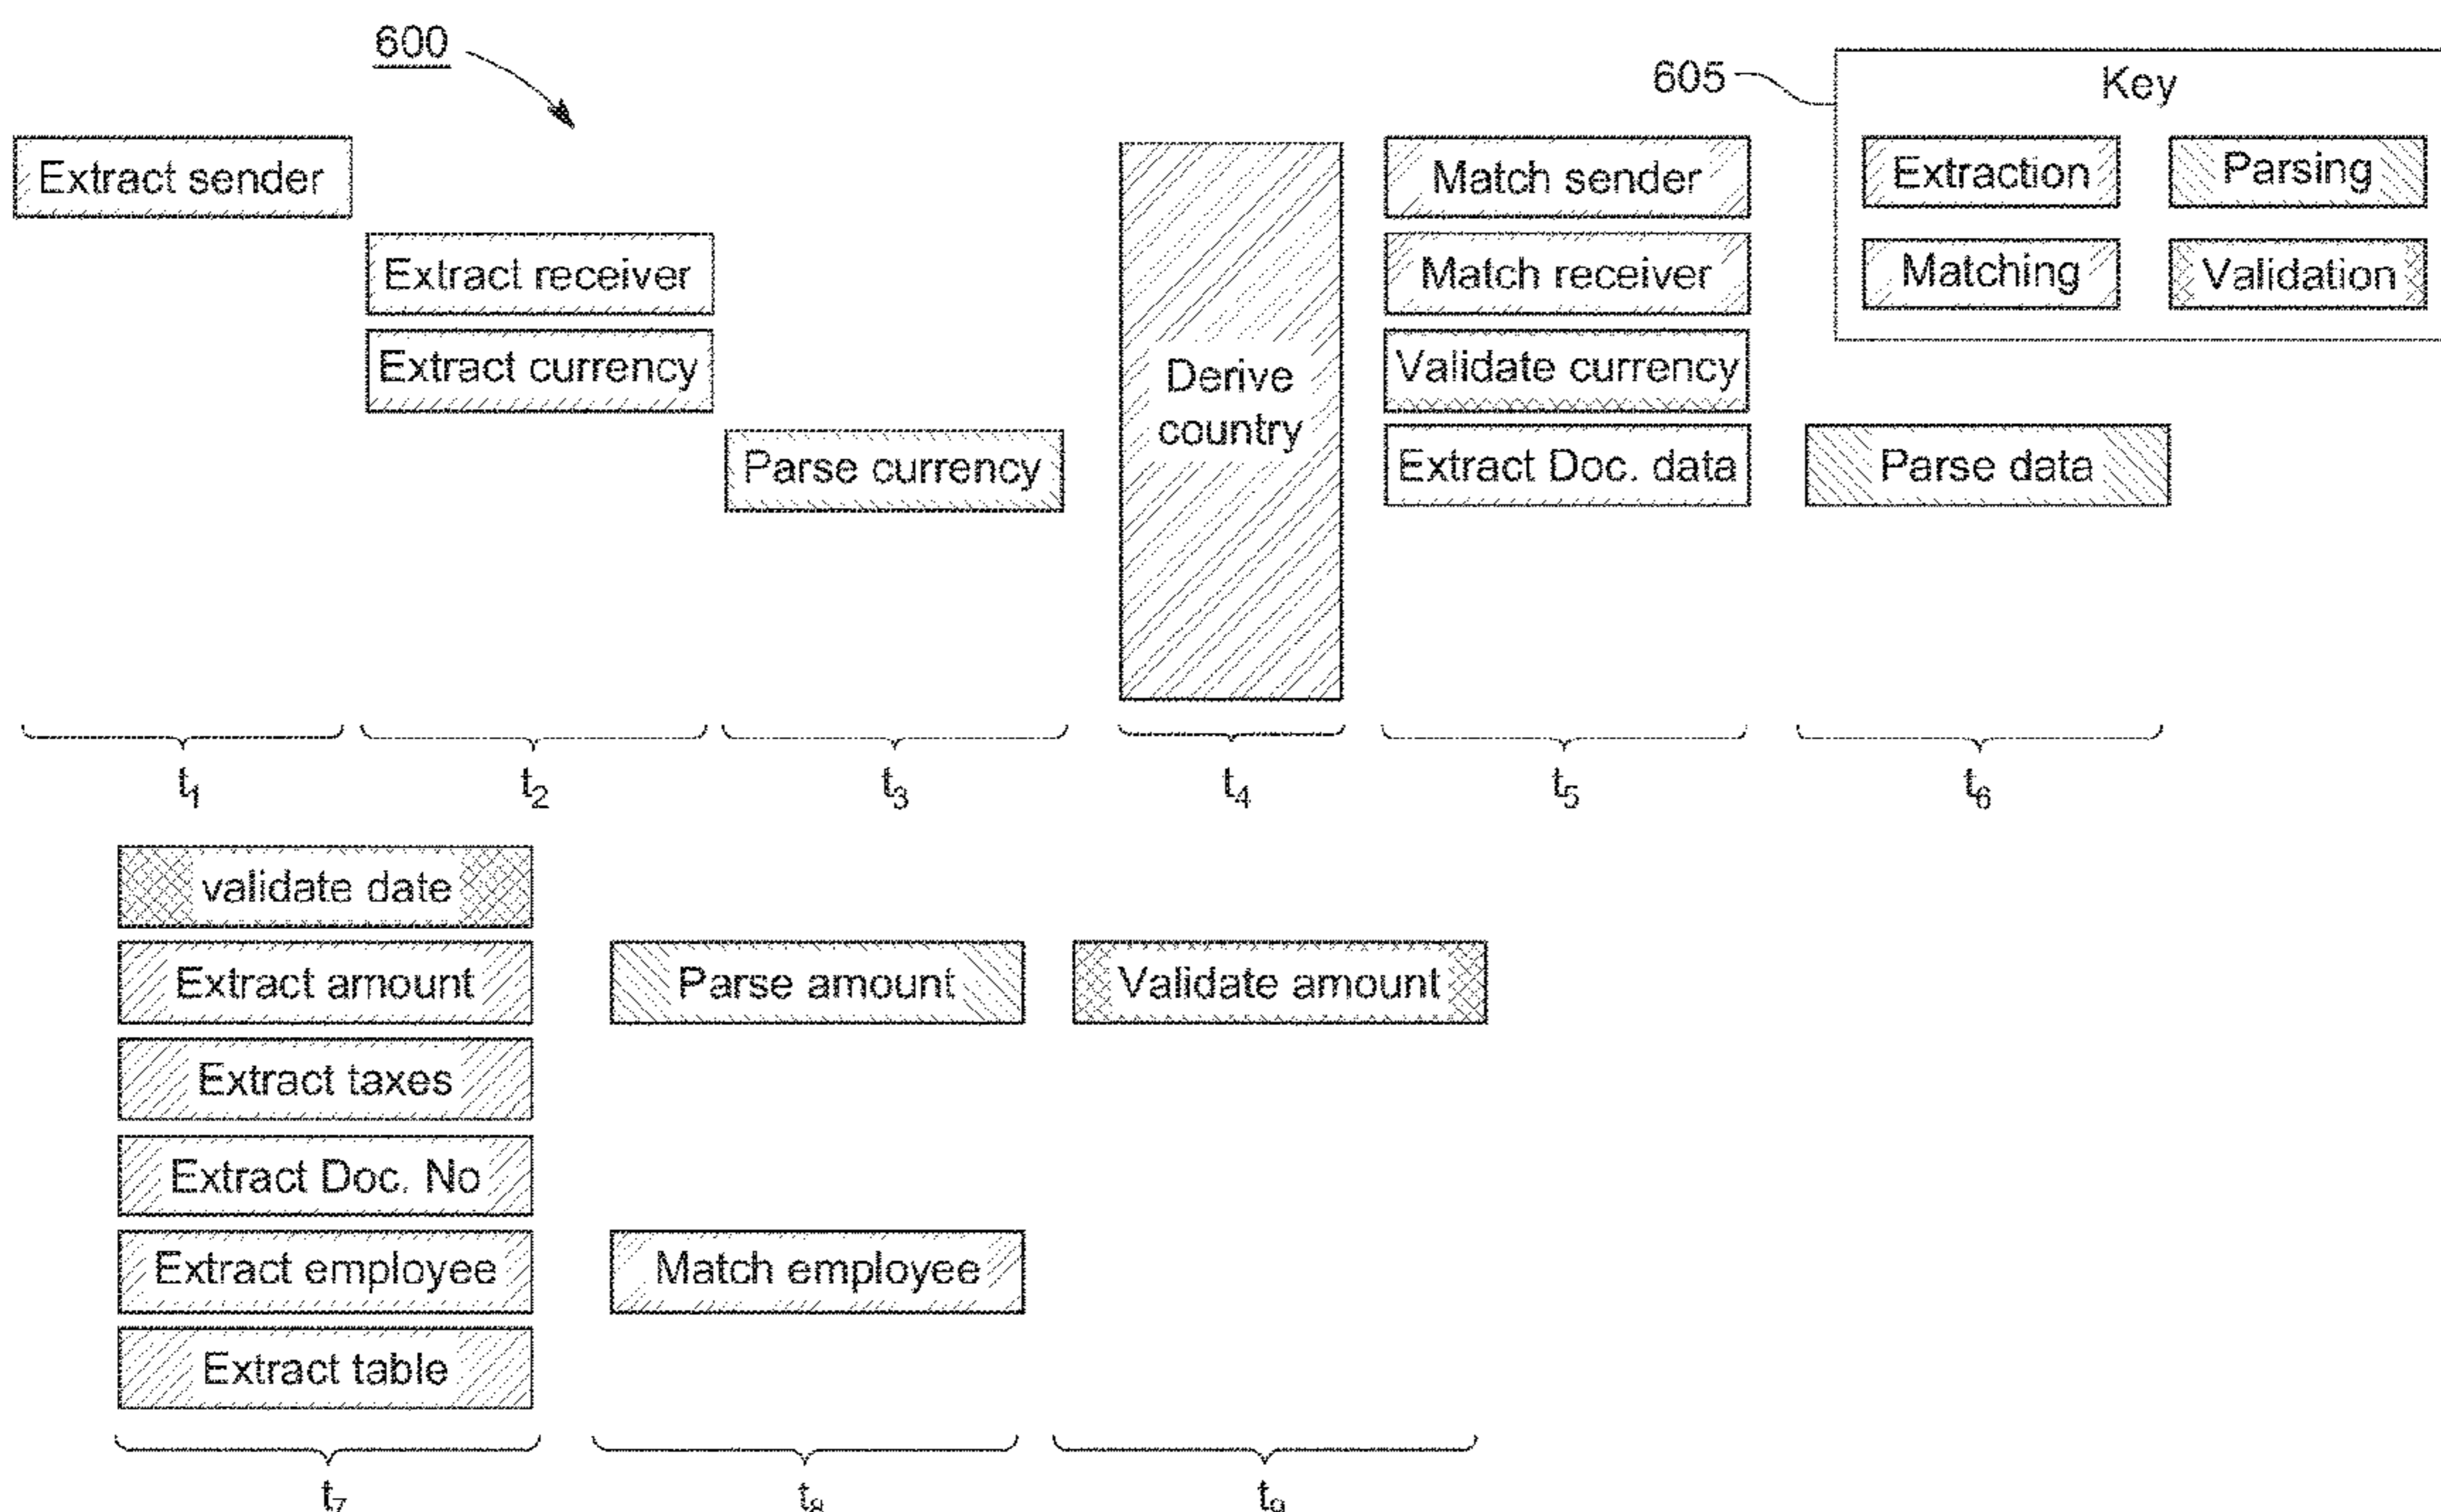 600
605
Key
Extraction
Parsing
Matching
Validation
Extract sender
Match sender
Extract receiver
Match receiver
Extract currency
Derive
country
Validate currency
Parse currency
Extract Doc. data
Parse data
t1
t2
t3
t4
t5
t6
validate date
Extract amount
Parse amount
Validate amount
Extract taxes
Extract Doc. No
Extract employee
Match employee
Extract table
t7
t8
t9